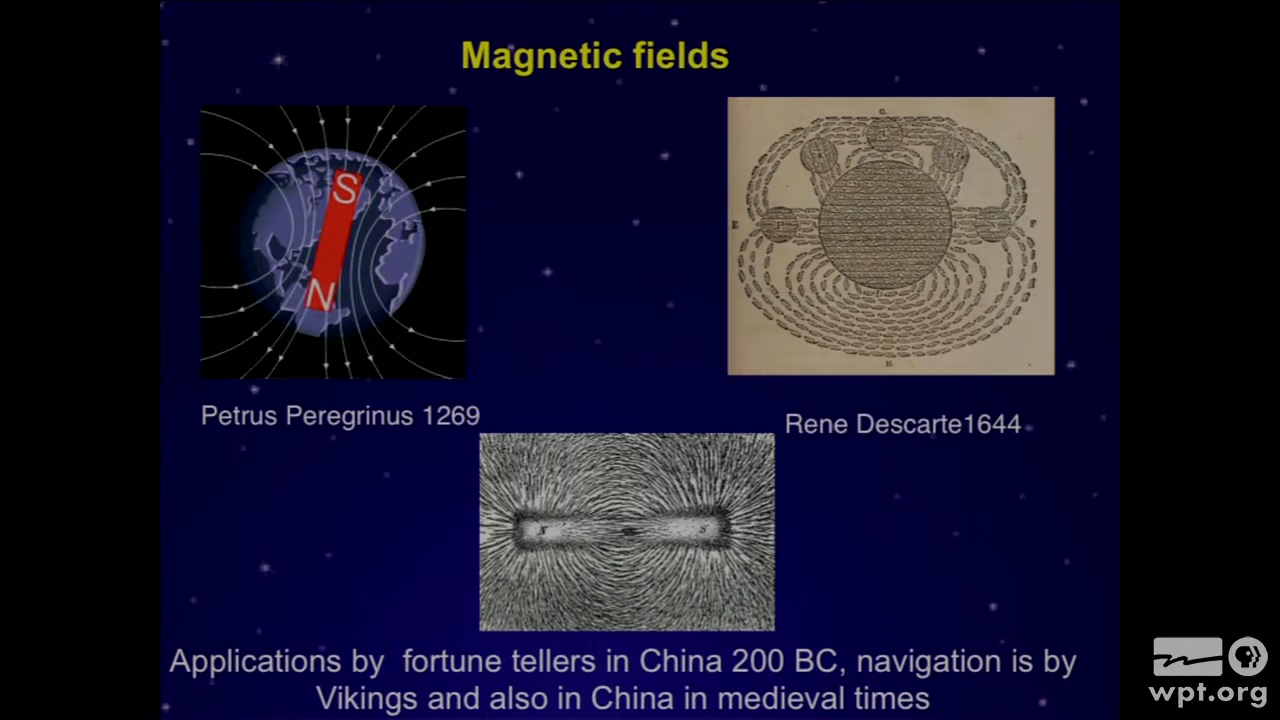 Magnetic fields
S
N
G.
E
F
H.
Petrus Peregrinus 1269
Rene Descarte1644
N
S
Applications by fortune tellers in China 200 BC, navigation is by
Vikings and also in China in medieval times
wpt.org